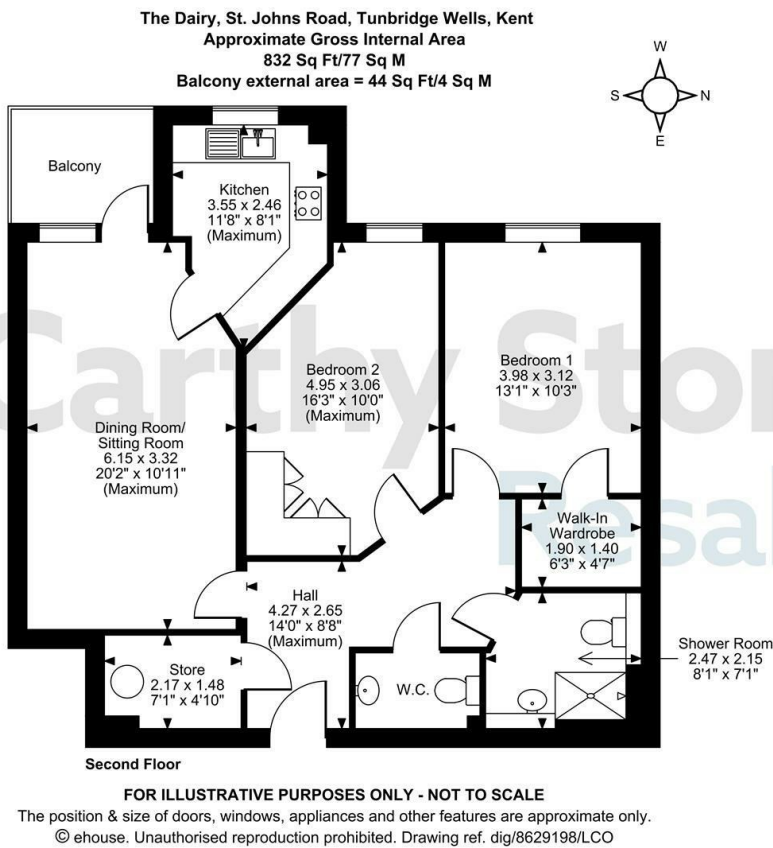 The Dairy, St. Johns Road, Tunbridge Wells, Kent
Approximate Gross Internal Area
832 Sq Ft/77 Sq M
Balcony external area = 44 Sq Ft/4 Sq M
W
S
N
E
Balcony
Kitchen
3.55 x 2.46
11'8" x 8'1"
(Maximum)
Bedroom 2
4.95 x 3.06
16'3" x 10'0"
(Maximum)
Bedroom 1
3.98 x 3.12
13'1" x 10'3"
Dining Room/
Sitting Room
6.15 x 3.32
20'2" x 10'11"
(Maximum)
Walk-In
Wardrobe
1.90 x 1.40
6'3" x 4'7"
Hall
4.27 x 2.65
14'0" x 8'8"
(Maximum)
Store
2.17 x 1.48
7'1" x 4'10"
W.C.
Shower Room
2.47 x 2.15
8'1" x 7'1"
Carthy Sto
Resal
Second Floor
FOR ILLUSTRATIVE PURPOSES ONLY - NOT TO SCALE
The position & size of doors, windows, appliances and other features are approximate only.
© ehouse. Unauthorised reproduction prohibited. Drawing ref. dig/8629198/LCO